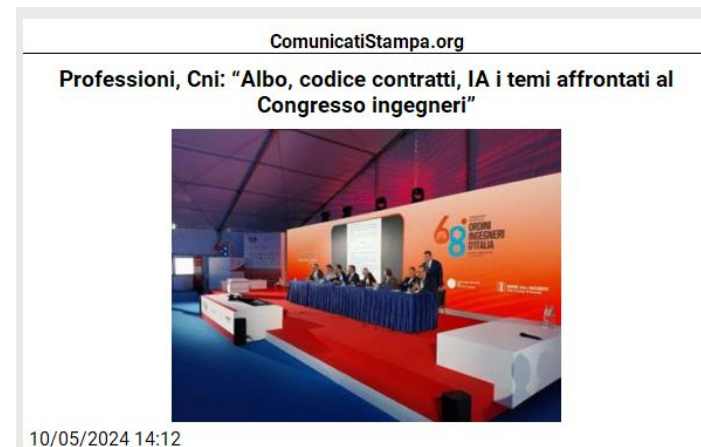 ComunicatiStampa.org
Professioni, Cni: “Albo, codice contratti, IA i temi affrontati al
Congresso ingegneri”
68°
ORDINI
INGEGNERI
D'ITALIA
10/05/2024 14:12